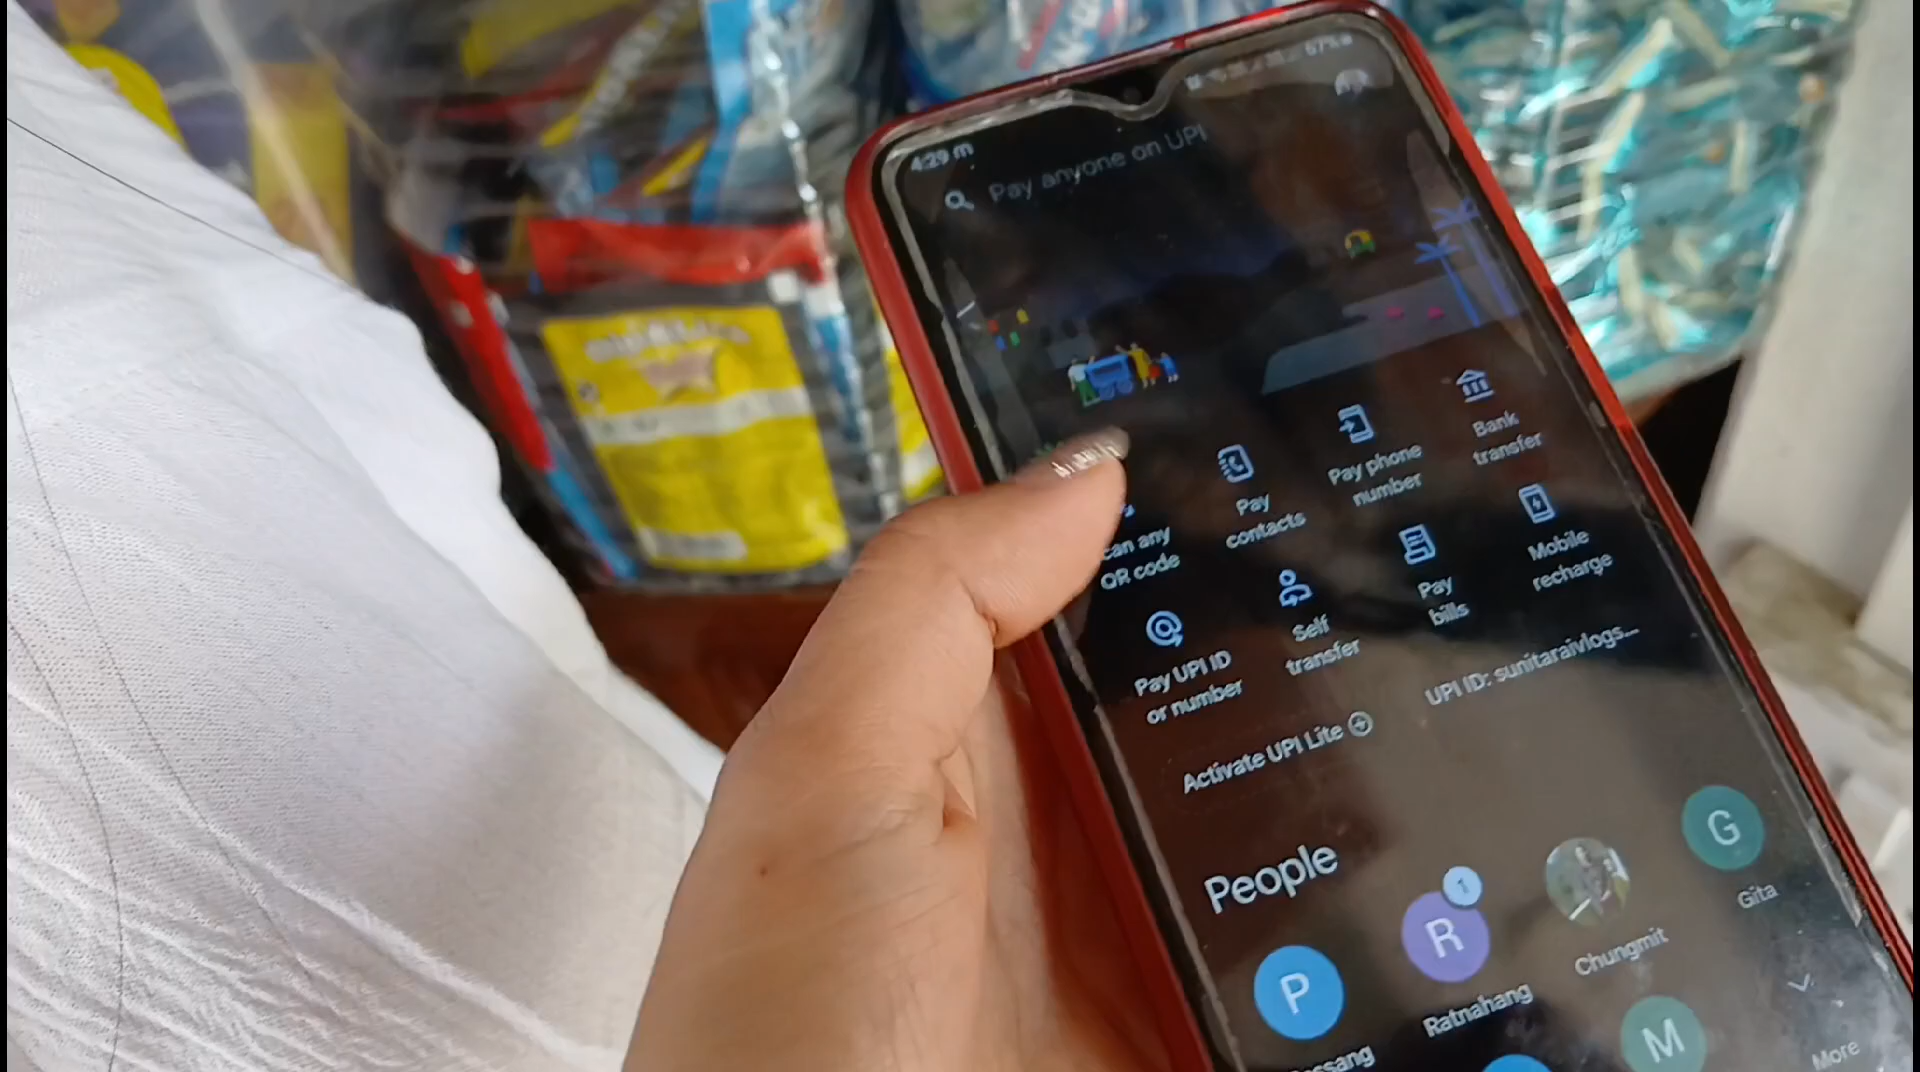 4:29
Pay anyone on UPI
67%
can any
QR code
Pay
contacts
Pay phone
number
Bank
transfer
Pay UPI ID
or number
Self
transfer
Pay
bills
Mobile
recharge
Activate UPI Lite
UPI ID: sunitaraivlogs...
People
P
R
1
Ratnahang
Chungmit
G
Gita
M
More